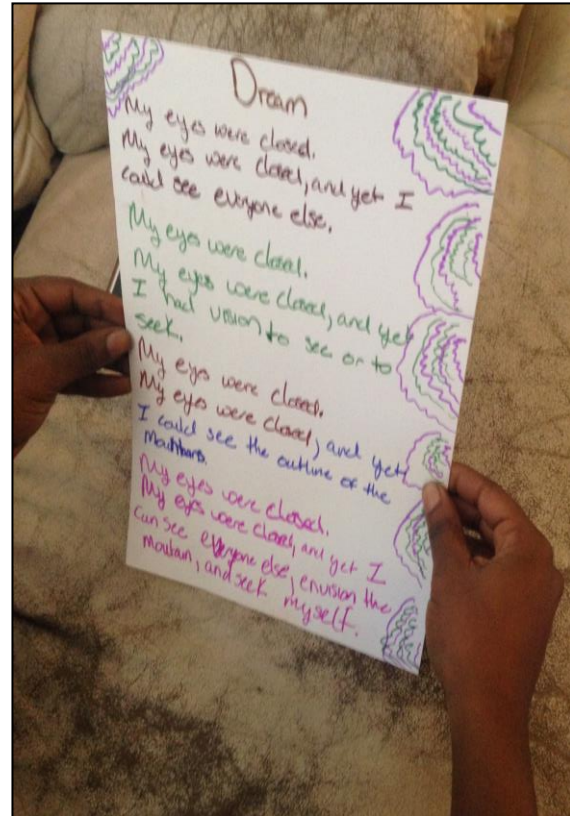 Dream
My eyes were closed.
My eyes were closed, and yet I
could see everyone else.
My eyes were closed.
My eyes were closed, and yet
I had vision to see or to
seek.
My eyes were closed.
My eyes were closed, and yet
I could see the outline of the
My eyes were closed.
My eyes were closed, and yet I
can see everyone else, envision the
moutain, and seek myself.